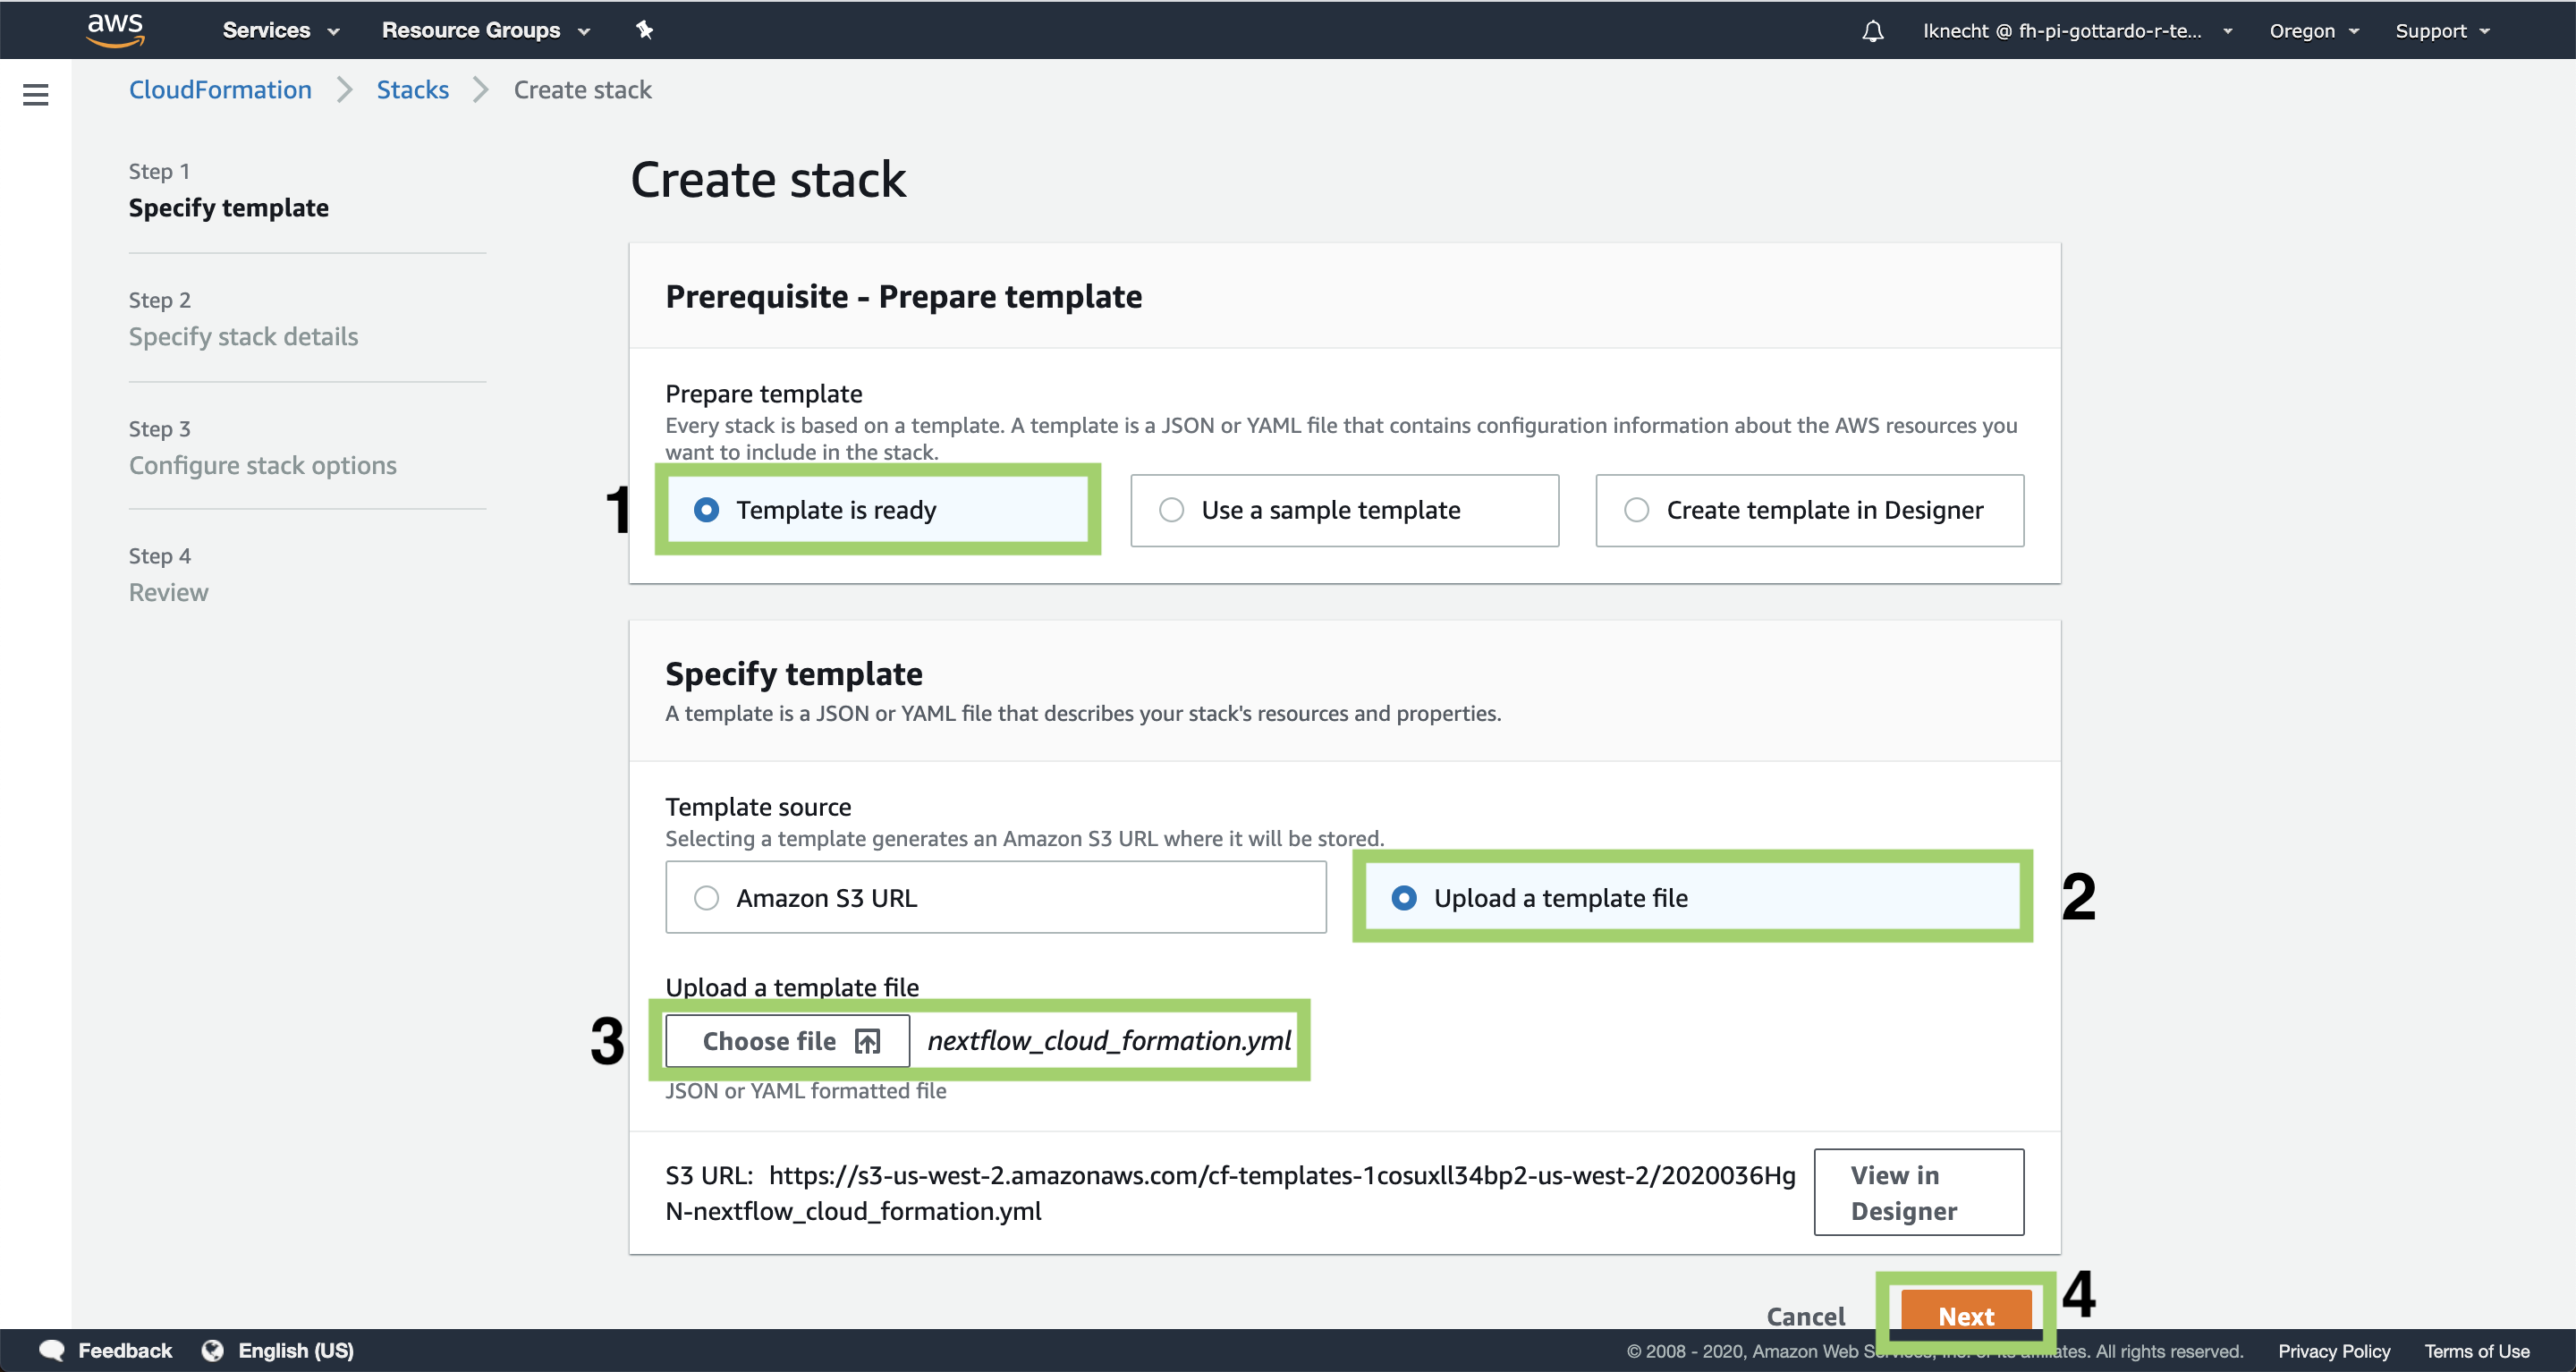 aws Services Resource Groups lknecht @ fh-pi-gottardo-r-te... Oregon Support
CloudFormation Stacks Create stack
Step 1
Specify template
Step 2
Specify stack details
Step 3
Configure stack options
Step 4
Review
Create stack
Prerequisite - Prepare template
Prepare template
Every stack is based on a template. A template is a JSON or YAML file that contains configuration information about the AWS resources you
want to include in the stack.
1 Template is ready Use a sample template Create template in Designer
Specify template
A template is a JSON or YAML file that describes your stack's resources and properties.
Template source
Selecting a template generates an Amazon S3 URL where it will be stored.
Amazon S3 URL Upload a template file 2
Upload a template file
3 Choose file nextflow_cloud_formation.yml
JSON or YAML formatted file
S3 URL: https://s3-us-west-2.amazonaws.com/cf-templates-1cosuxll34bp2-us-west-2/2020036Hg
N-nextflow_cloud_formation.yml
View in
Designer
Cancel Next 4
Feedback English (US) © 2008 - 2020, Amazon Web Services, Inc. or its affiliates. All rights reserved. Privacy Policy Terms of Use